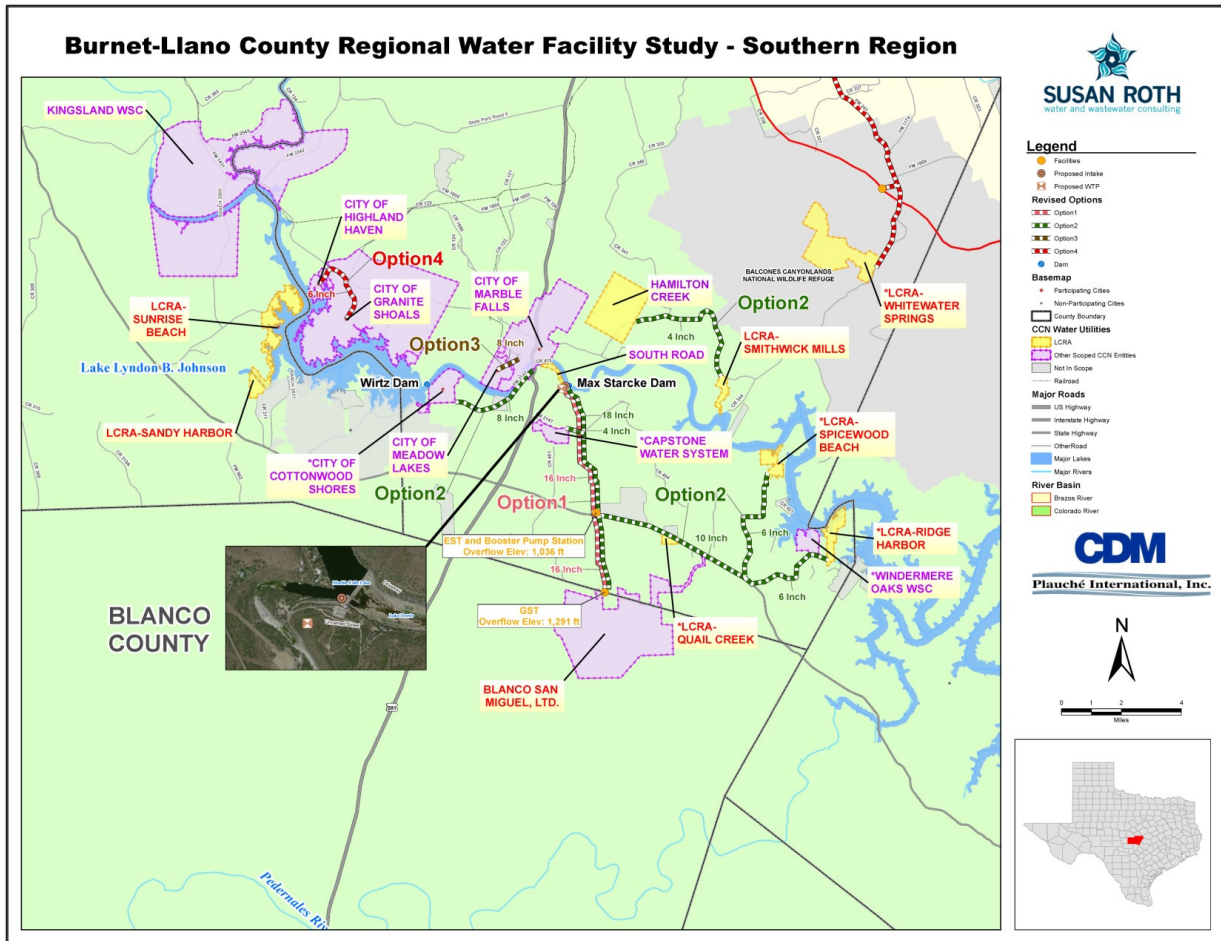 Burnet-Llano County Regional Water Facility Study - Southern Region
KINGSLAND WSC
CITY OF
HIGHLAND
HAVEN
Option4
6 Inch
CITY OF
GRANITE
SHOALS
LCRA-
SUNRISE
BEACH
Lake Lyndon B. Johnson
LCRA-SANDY HARBOR
Wirtz Dam
*CITY OF
COTTONWOOD
SHORES
CITY OF
MEADOW
LAKES
Option3
8 Inch
CITY OF
MARBLE
FALLS
8 Inch
Option2
HAMILTON
CREEK
Option2
4 Inch
SOUTH ROAD
Max Starcke Dam
LCRA-
SMITHWICK MILLS
BALCONES CANYONLANDS
NATIONAL WILDLIFE REFUGE
*LCRA-
WHITEWATER
SPRINGS
18 Inch
4 Inch
*CAPSTONE
WATER SYSTEM
16 Inch
Option1
Option2
*LCRA-
SPICEWOOD
BEACH
6 Inch
10 Inch
*LCRA-RIDGE
HARBOR
*WINDERMERE
OAKS WSC
6 Inch
EST and Booster Pump Station
Overflow Elev: 1,036 ft
16 Inch
GST
Overflow Elev: 1,291 ft
*LCRA-
QUAIL CREEK
BLANCO SAN
MIGUEL, LTD.
BLANCO
COUNTY
281
State Park Road 4
SUSAN ROTH
water and wastewater consulting
Legend
Facilities
Proposed Intake
Proposed WTP
Revised Options
Option1
Option2
Option3
Option4
Dam
Basemap
Participating Cities
Non-Participating Cities
County Boundary
CCN Water Utilities
LCRA
Other Scoped CCN Entities
Not In Scope
Railroad
Major Roads
US Highway
Interstate Highway
State Highway
OtherRoad
Major Lakes
Major Rivers
River Basin
Brazos River
Colorado River
CDM
Plauché International, Inc.
N
0 1 2 4
Miles